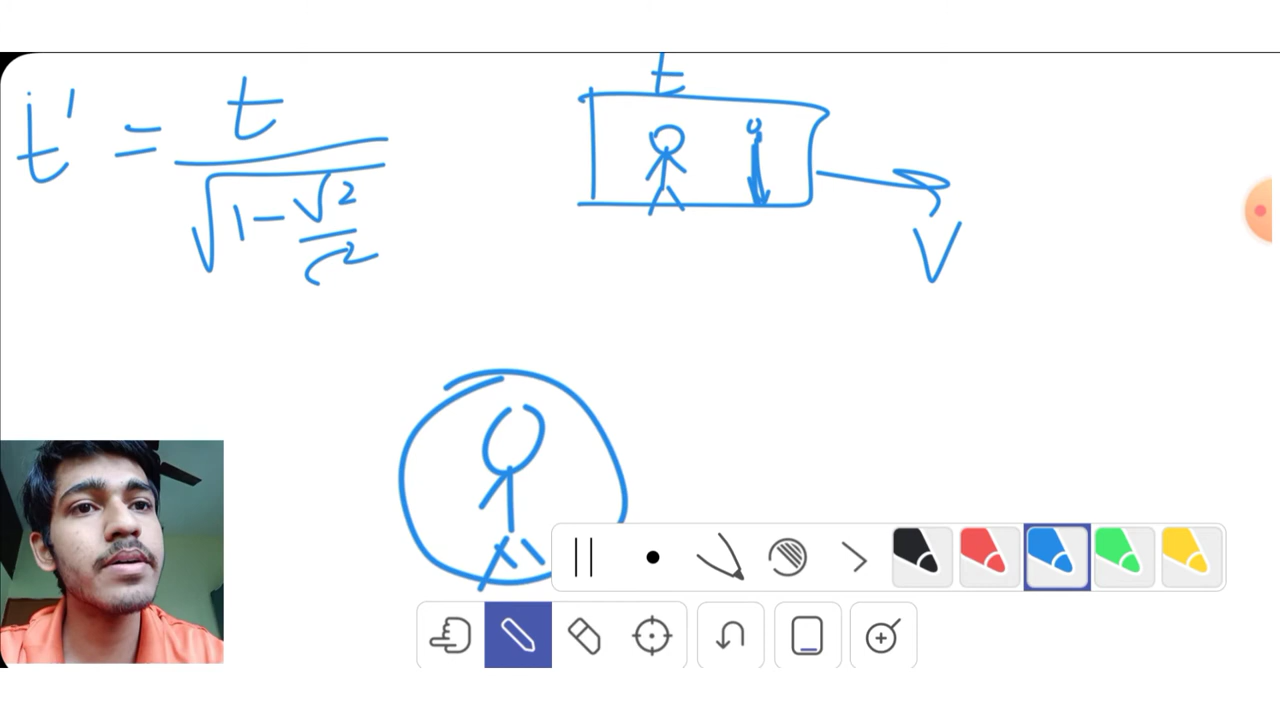 t' = t / √(1 - v²/c²)
t
V